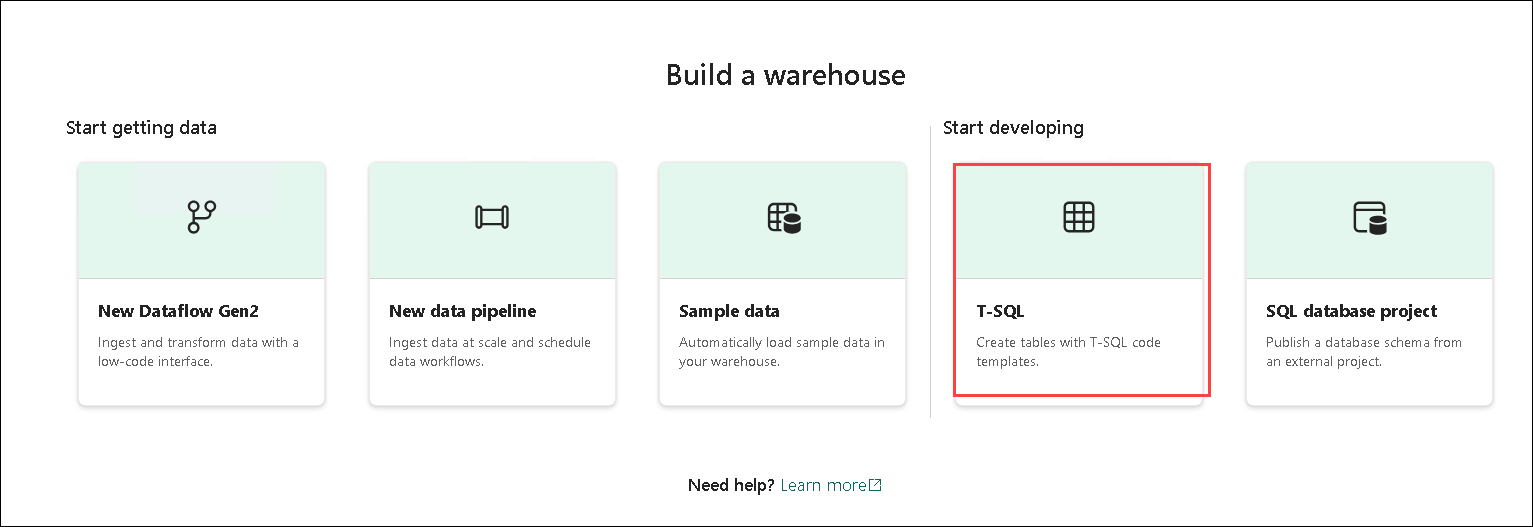 Build a warehouse
Start getting data
New Dataflow Gen2
Ingest and transform data with a
low-code interface.
New data pipeline
Ingest data at scale and schedule
data workflows.
Sample data
Automatically load sample data in
your warehouse.
Start developing
T-SQL
Create tables with T-SQL code
templates.
SQL database project
Publish a database schema from
an external project.
Need help? Learn more